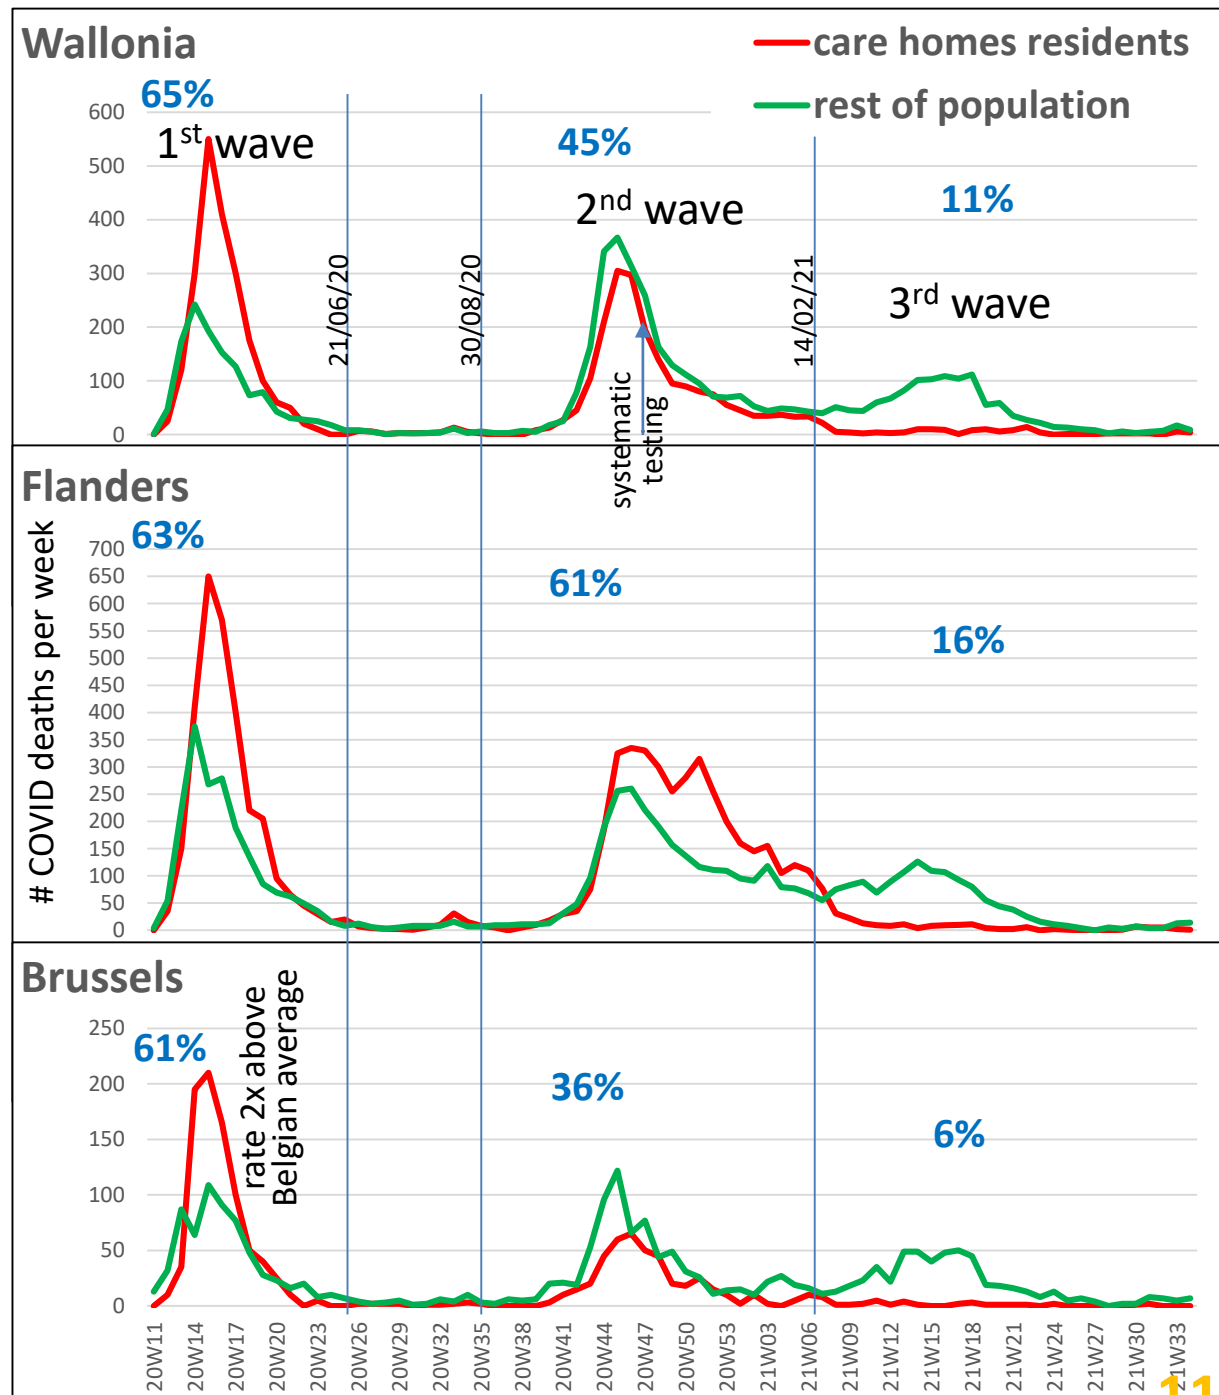 Wallonia
care homes residents
rest of population
65%
1st wave
45%
2nd wave
11%
3rd wave
600
500
400
300
200
100
0
21/06/20
30/08/20
14/02/21
systematic
testing
Flanders
63%
61%
16%
# COVID deaths per week
700
650
600
550
500
450
400
350
300
250
200
150
100
50
0
Brussels
61%
rate 2x above
Belgian average
36%
6%
250
200
150
100
50
0
20W11
20W14
20W17
20W20
20W23
20W26
20W29
20W32
20W35
20W38
20W41
20W44
20W47
20W50
20W53
21W03
21W06
21W09
21W12
21W15
21W18
21W21
21W24
21W27
21W30
21W33
11